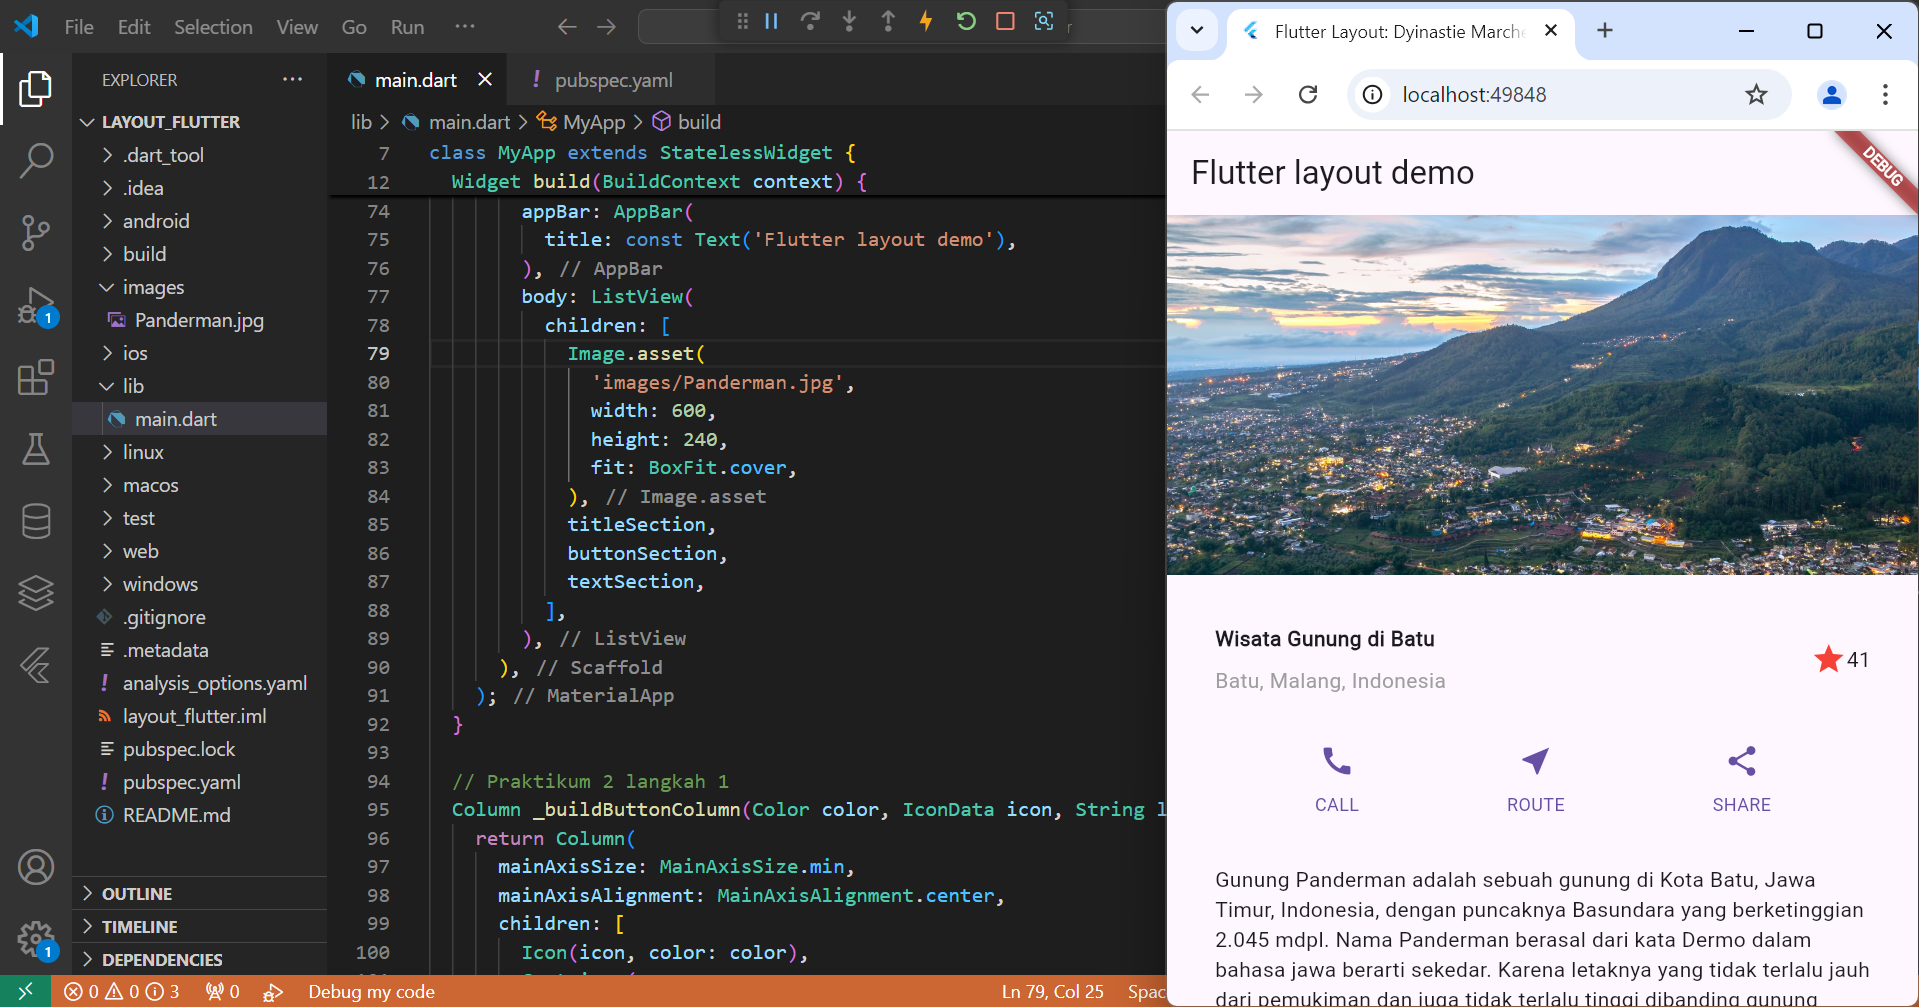 File Edit Selection View Go Run ···
EXPLORER ···
LAYOUT_FLUTTER
.dart_tool
.idea
android
build
images
Panderman.jpg
ios
lib
main.dart
linux
macos
test
web
windows
.gitignore
.metadata
! analysis_options.yaml
layout_flutter.iml
pubspec.lock
! pubspec.yaml
README.md
OUTLINE
TIMELINE
DEPENDENCIES
1
1
main.dart
! pubspec.yaml
lib > main.dart > MyApp > build
7 class MyApp extends StatelessWidget {
12 Widget build(BuildContext context) {
74 appBar: AppBar(
75 title: const Text('Flutter layout demo'),
76 ), // AppBar
77 body: ListView(
78 children: [
79 Image.asset(
80 'images/Panderman.jpg',
81 width: 600,
82 height: 240,
83 fit: BoxFit.cover,
84 ), // Image.asset
85 titleSection,
86 buttonSection,
87 textSection,
88 ],
89 ), // ListView
90 ), // Scaffold
91 ); // MaterialApp
92 }
93
94 // Praktikum 2 langkah 1
95 Column _buildButtonColumn(Color color, IconData icon, String l
96 return Column(
97 mainAxisSize: MainAxisSize.min,
98 mainAxisAlignment: MainAxisAlignment.center,
99 children: [
100 Icon(icon, color: color),
0 0 3 0 Debug my code Ln 79, Col 25 Spac
Flutter Layout: Dyinastie Marche
localhost:49848
Flutter layout demo
DEBUG
Wisata Gunung di Batu
Batu, Malang, Indonesia
41
CALL ROUTE SHARE
Gunung Panderman adalah sebuah gunung di Kota Batu, Jawa
Timur, Indonesia, dengan puncaknya Basundara yang berketinggian
2.045 mdpl. Nama Panderman berasal dari kata Dermo dalam
bahasa jawa berarti sekedar. Karena letaknya yang tidak terlalu jauh
dari pemukiman dan juga tidak terlalu tinggi dibanding gunung